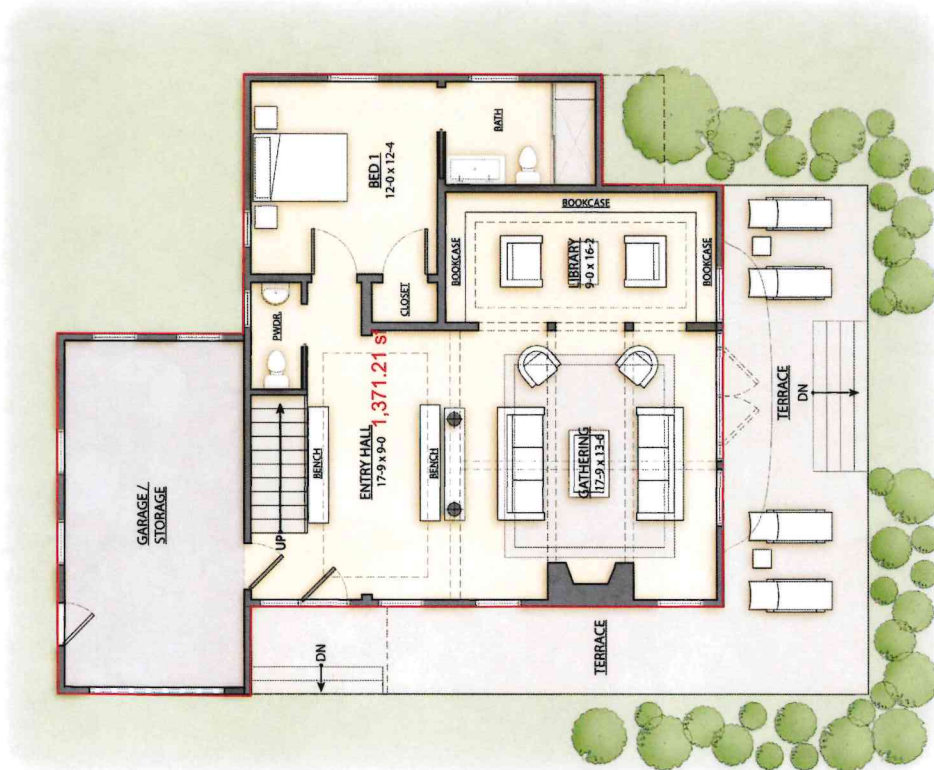 BATH
BED 1
12-0 x 12-4
BOOKCASE
BOOKCASE
LIBRARY
9-0 x 16-2
BOOKCASE
CLOSET
PWDR.
1,371.21 s
GARAGE /
STORAGE
UP
BENCH
ENTRY HALL
17-9 x 9-0
BENCH
GATHERING
17-9 x 13-6
TERRACE
DN
DN
TERRACE